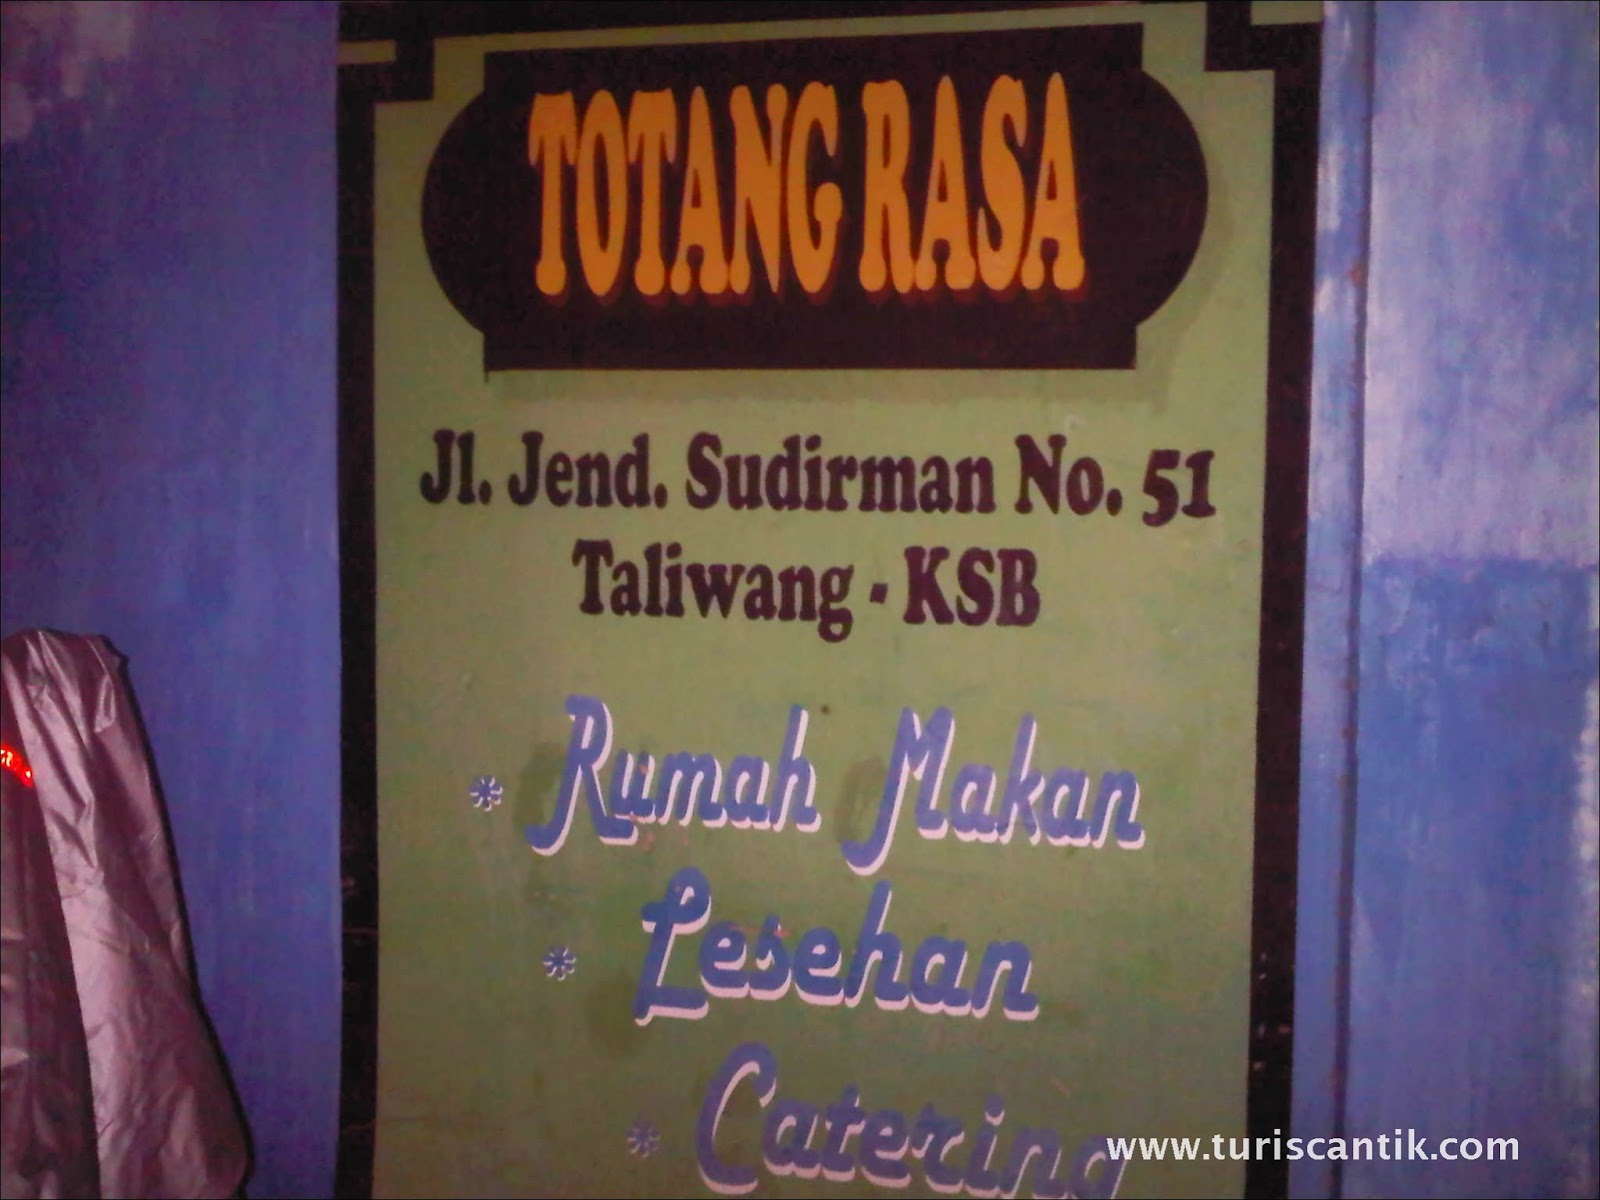 TOTANG RASA
Jl. Jend. Sudirman No. 51
Taliwang - KSB
* Rumah Makan
* Lesehan
* Catering
www.turiscantik.com